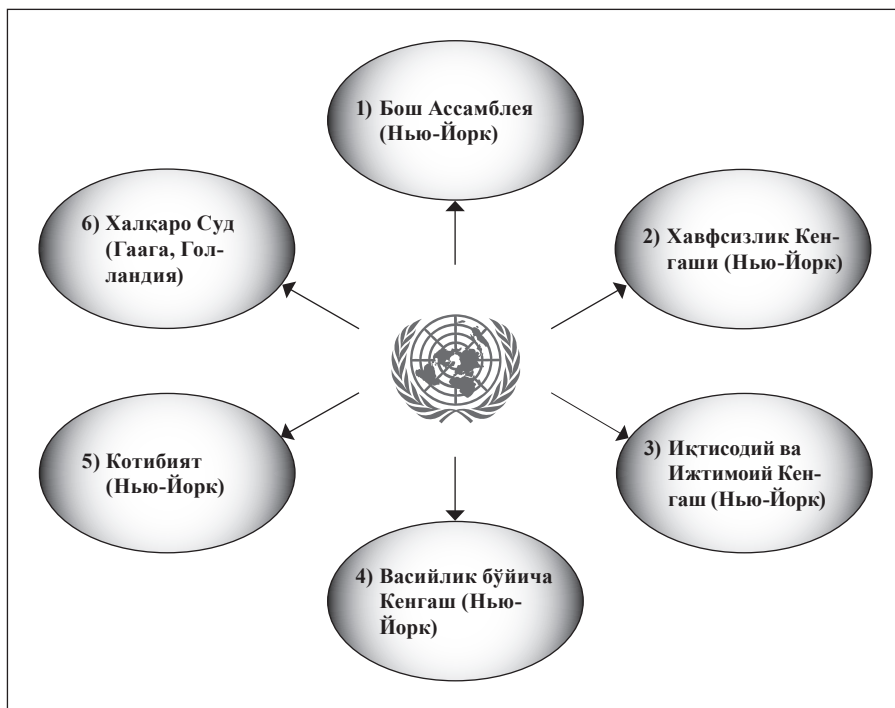 1) Бош Ассамблея
(Нью-Йорк)
2) Хавфсизлик Кен-
гаши (Нью-Йорк)
3) Иқтисодий ва
Ижтимоий Кен-
гаш (Нью-Йорк)
4) Васийлик бўйича
Кенгаш (Нью-
Йорк)
5) Котибият
(Нью-Йорк)
6) Халқаро Суд
(Гаага, Гол-
ландия)